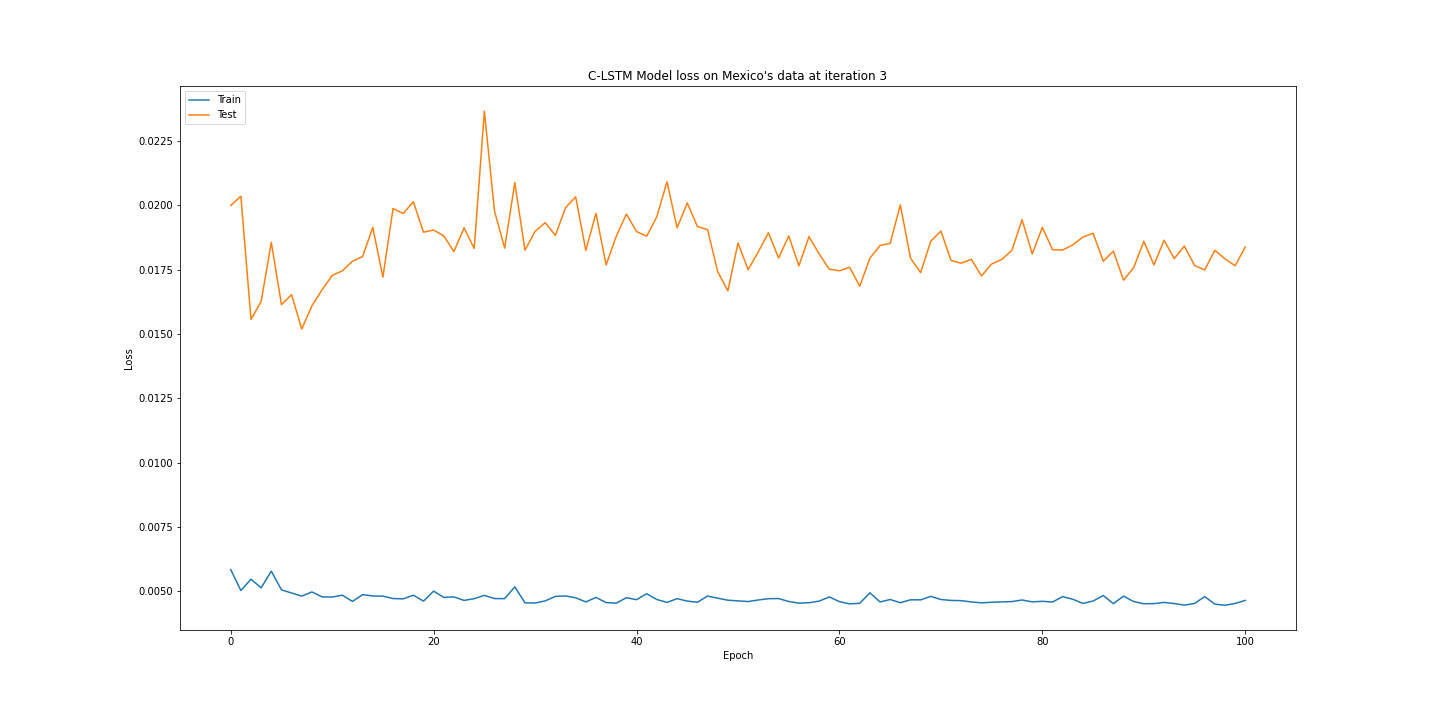 C-LSTM Model loss on Mexico's data at iteration 3
Train
Test
0.0225
0.0200
0.0175
0.0150
0.0125
0.0100
0.0075
0.0050
Loss
0 20 40 60 80 100
Epoch